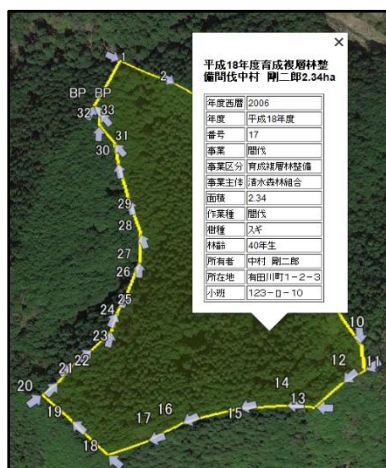 平成18年度育成複層林整
備間伐中村 剛二郎2.34ha
年度西暦 2006
年度 平成18年度
番号 17
事業 間伐
事業区分 育成複層林整備
事業主体 清水森林組合
面積 2.34
作業種 間伐
樹種 スギ
林齢 40年生
所有者 中村 剛二郎
所在地 有田川町1-2-3
小班 123-ロ-10
1
2
BP BP
32 33
31
30
29
28
27
26
25
24
23
22
21
20
19
18
17
16
15
14
13
12
11
10